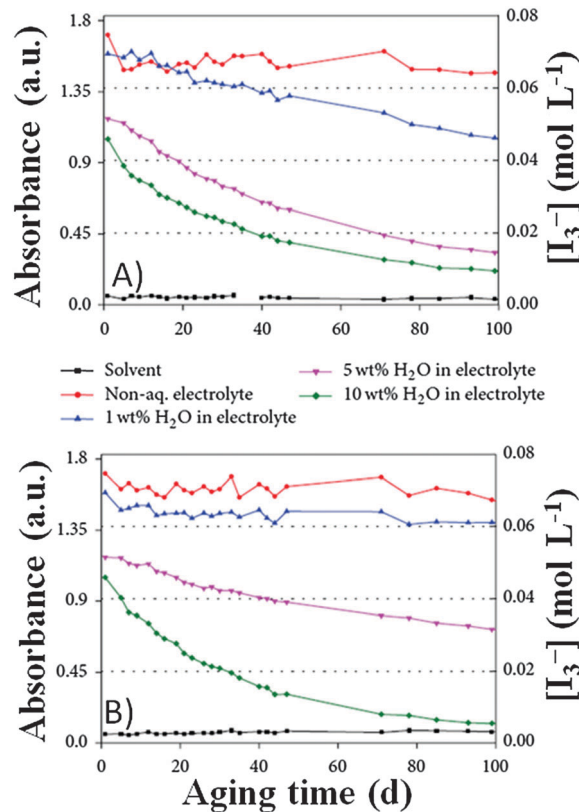 Absorbance (a.u.)
1.8
1.35
0.9
0.45
0.0
0.08
0.06
0.04
0.02
0.00
[I₃⁻] (mol L⁻¹)
A)
0 20 40 60 80 100
Solvent
Non-aq. electrolyte
1 wt% H₂O in electrolyte
5 wt% H₂O in electrolyte
10 wt% H₂O in electrolyte
Absorbance (a.u.)
1.8
1.35
0.9
0.45
0.0
0.08
0.06
0.04
0.02
0.00
[I₃⁻] (mol L⁻¹)
B)
0 20 40 60 80 100
Aging time (d)